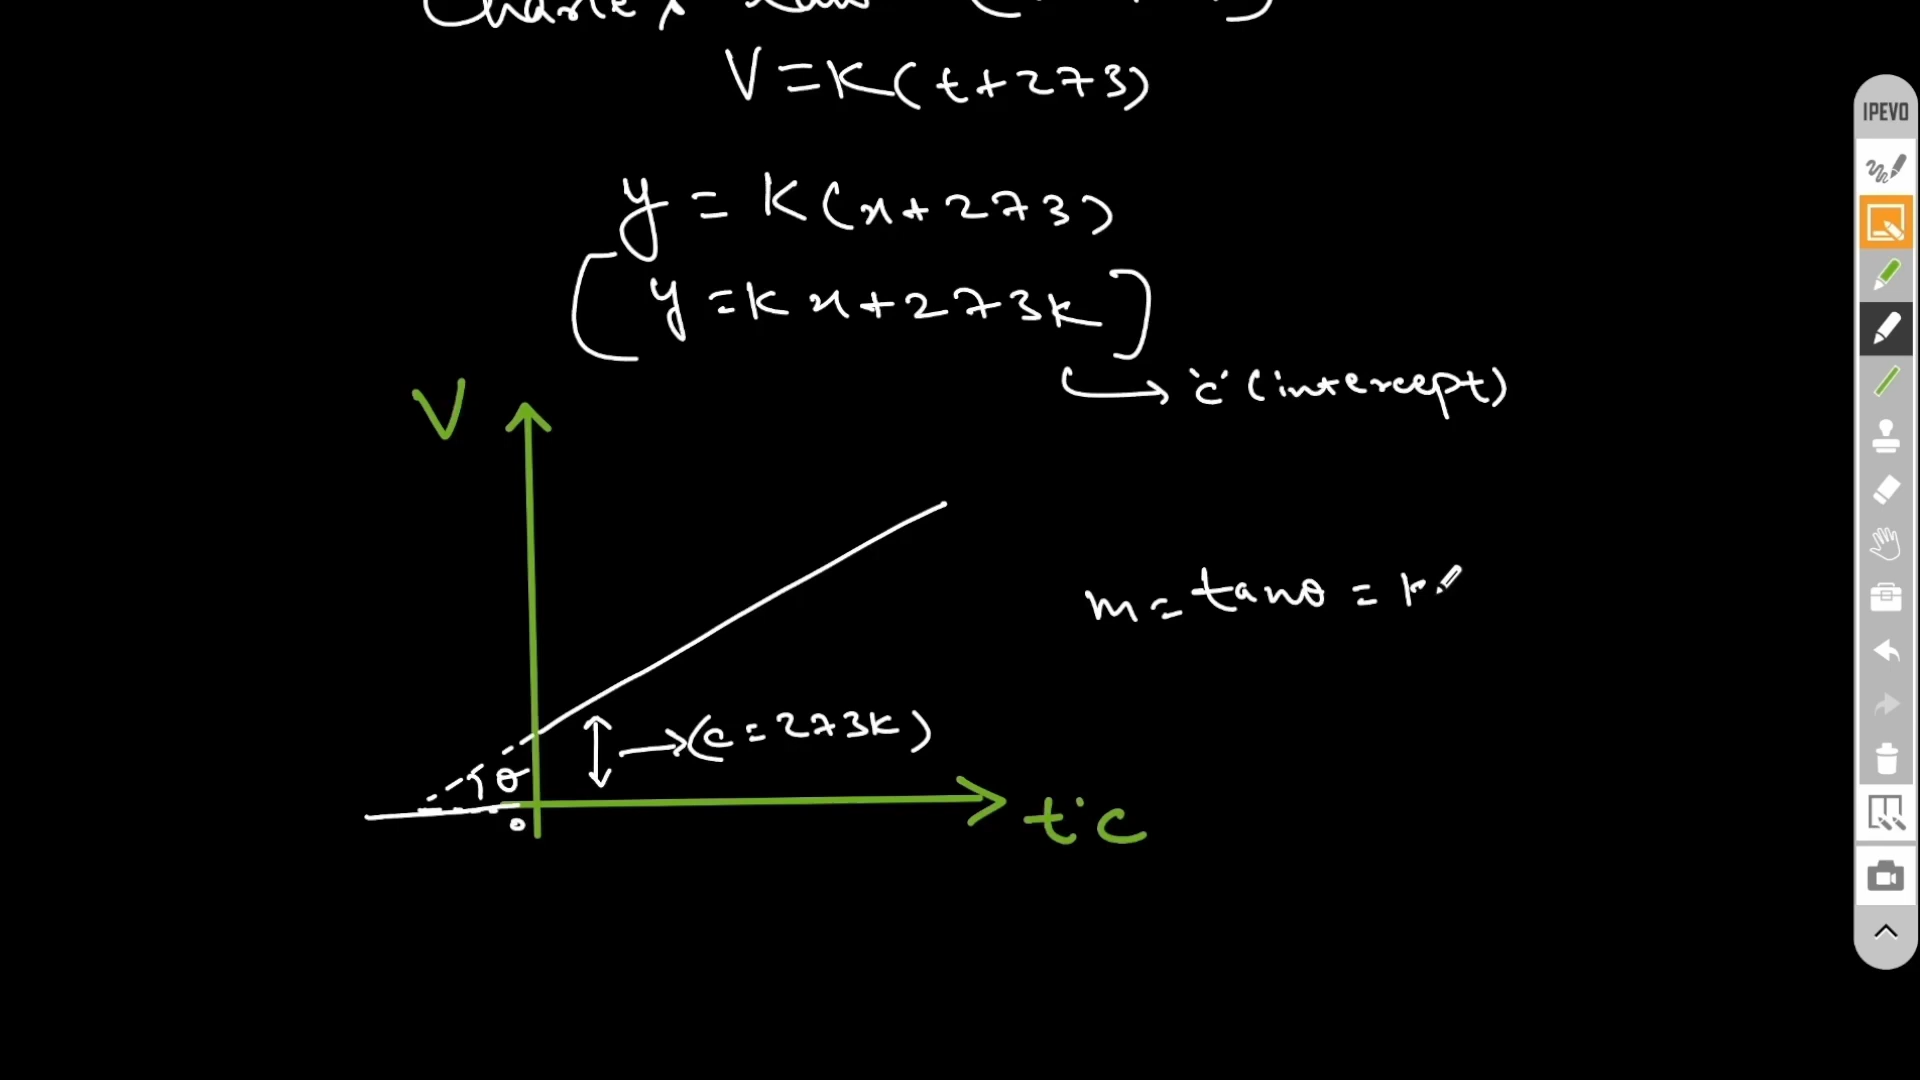 V=K(t+273)
IPEVO
y = K(x+273)
[y=Kx+273k]
→ 'c' (intercept)
V
m = tanθ = K
→(c=273k)
θ
0
t°c